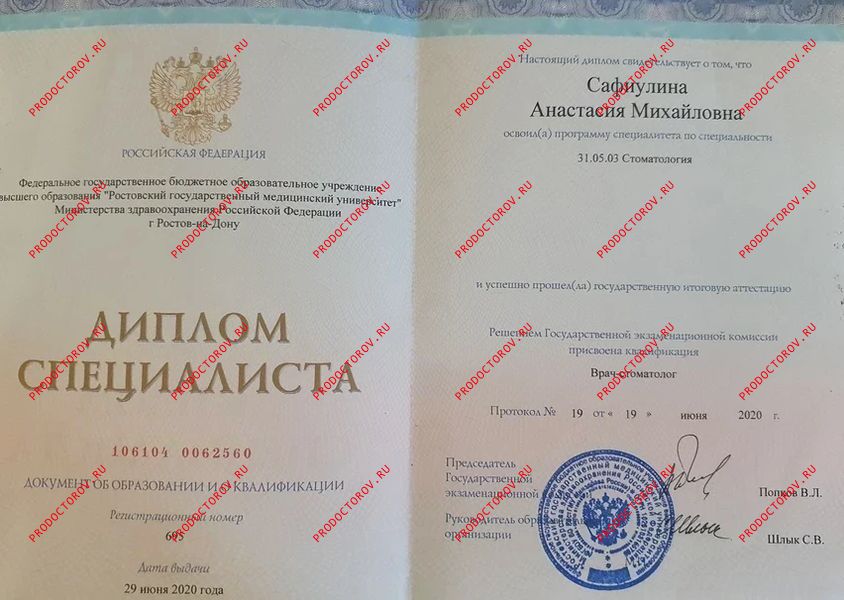 РОССИЙСКАЯ ФЕДЕРАЦИЯ
Федеральное государственное бюджетное образовательное учреждение
высшего образования "Ростовский государственный медицинский университет"
Министерства здравоохранения Российской Федерации
г Ростов-на-Дону
ДИПЛОМ
СПЕЦИАЛИСТА
106104 0062560
ДОКУМЕНТ ОБ ОБРАЗОВАНИИ И О КВАЛИФИКАЦИИ
Регистрационный номер
695
Дата выдачи
29 июня 2020 года
Настоящий диплом свидетельствует о том, что
Сафиулина
Анастасия Михайловна
освоил(а) программу специалитета по специальности
31.05.03 Стоматология
и успешно прошел(ла) государственную итоговую аттестацию
Решением Государственной экзаменационной комиссии
присвоена квалификация
Врач-стоматолог
Протокол № 19 от « 19 » июня 2020 г.
Председатель
Государственной
экзаменационной
Попков В.Л.
Руководитель
организации
Шлык С.В.
PRODOCTOROV.RU